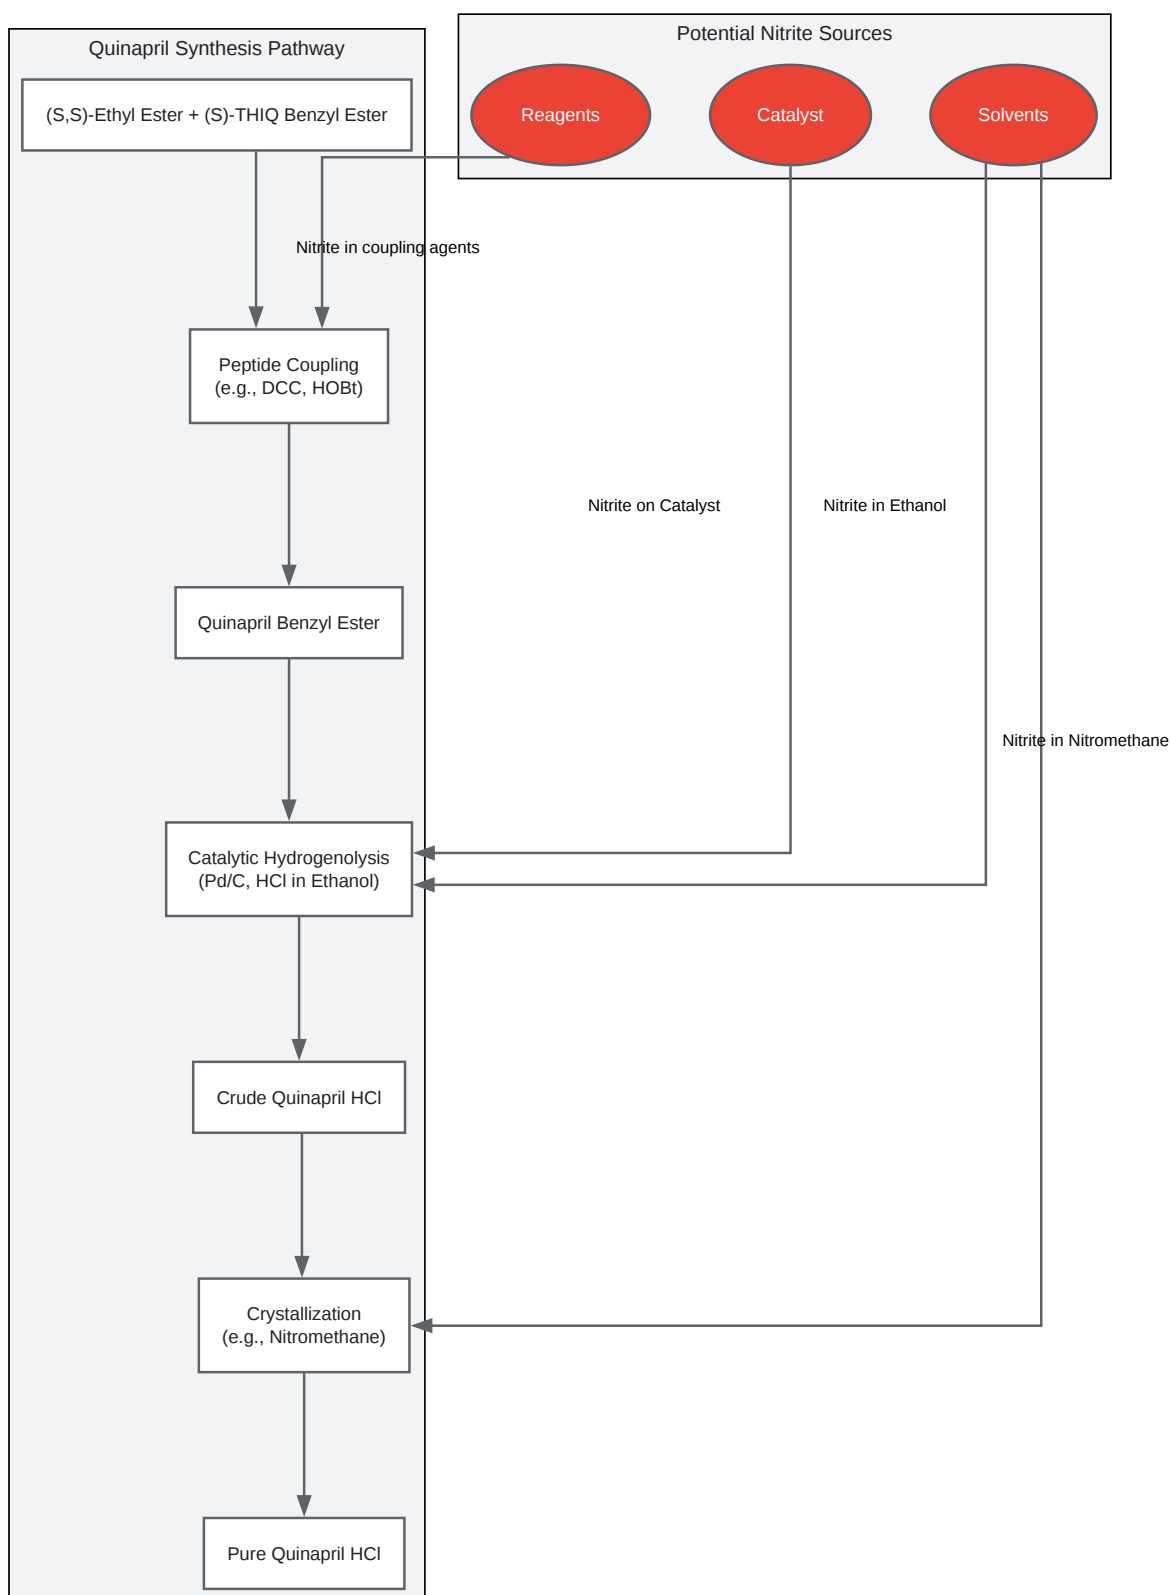 Quinapril Synthesis Pathway
Potential Nitrite Sources
(S,S)-Ethyl Ester + (S)-THIQ Benzyl Ester
Reagents
Catalyst
Solvents
Nitrite in coupling agents
Peptide Coupling
(e.g., DCC, HOBt)
Nitrite on Catalyst
Nitrite in Ethanol
Quinapril Benzyl Ester
Nitrite in Nitromethane
Catalytic Hydrogenolysis
(Pd/C, HCl in Ethanol)
Crude Quinapril HCl
Crystallization
(e.g., Nitromethane)
Pure Quinapril HCl